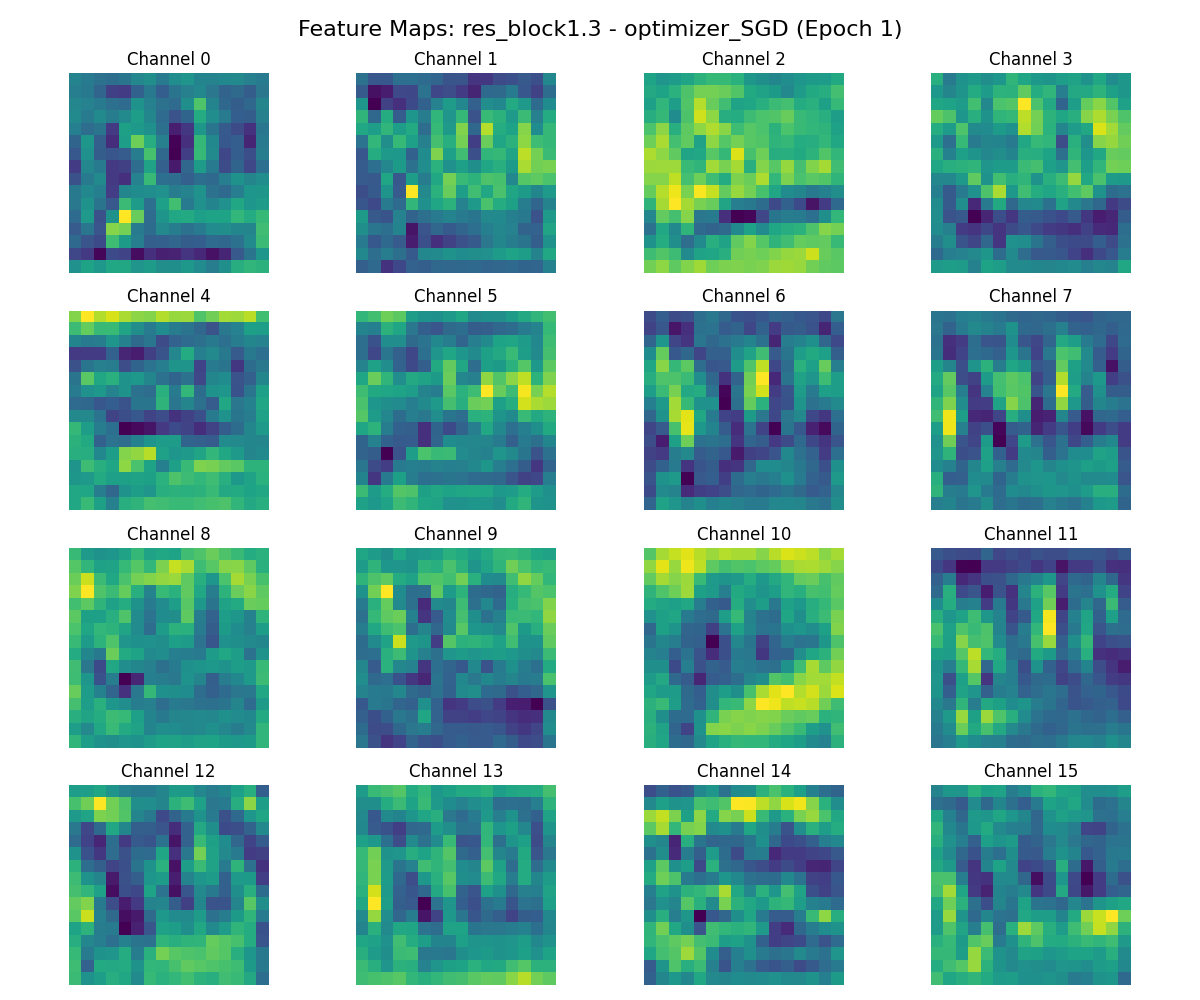 Feature Maps: res_block1.3 - optimizer_SGD (Epoch 1)
Channel 0
Channel 1
Channel 2
Channel 3
Channel 4
Channel 5
Channel 6
Channel 7
Channel 8
Channel 9
Channel 10
Channel 11
Channel 12
Channel 13
Channel 14
Channel 15